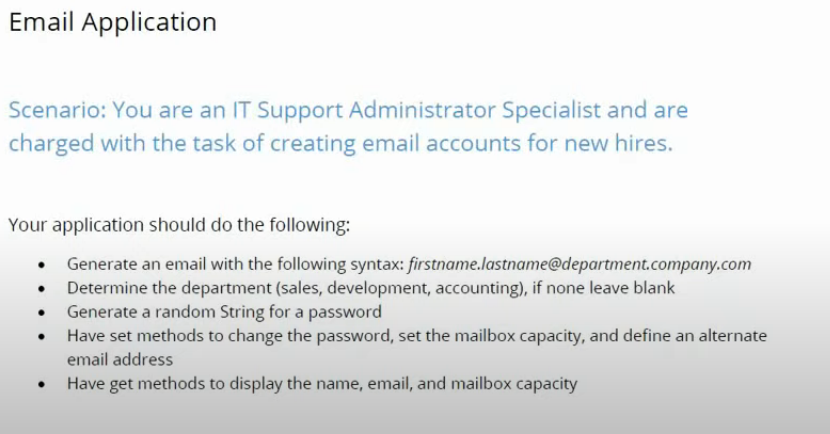 Email Application
Scenario: You are an IT Support Administrator Specialist and are
charged with the task of creating email accounts for new hires.
Your application should do the following:
• Generate an email with the following syntax: firstname.lastname@department.company.com
• Determine the department (sales, development, accounting), if none leave blank
• Generate a random String for a password
• Have set methods to change the password, set the mailbox capacity, and define an alternate
email address
• Have get methods to display the name, email, and mailbox capacity